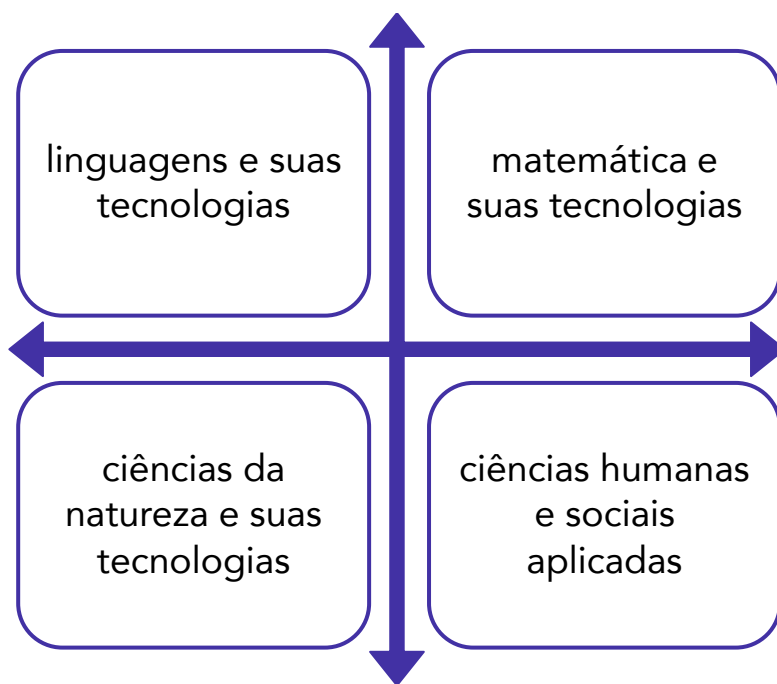 linguagens e suas
tecnologias
matemática e
suas tecnologias
ciências da
natureza e suas
tecnologias
ciências humanas
e sociais
aplicadas